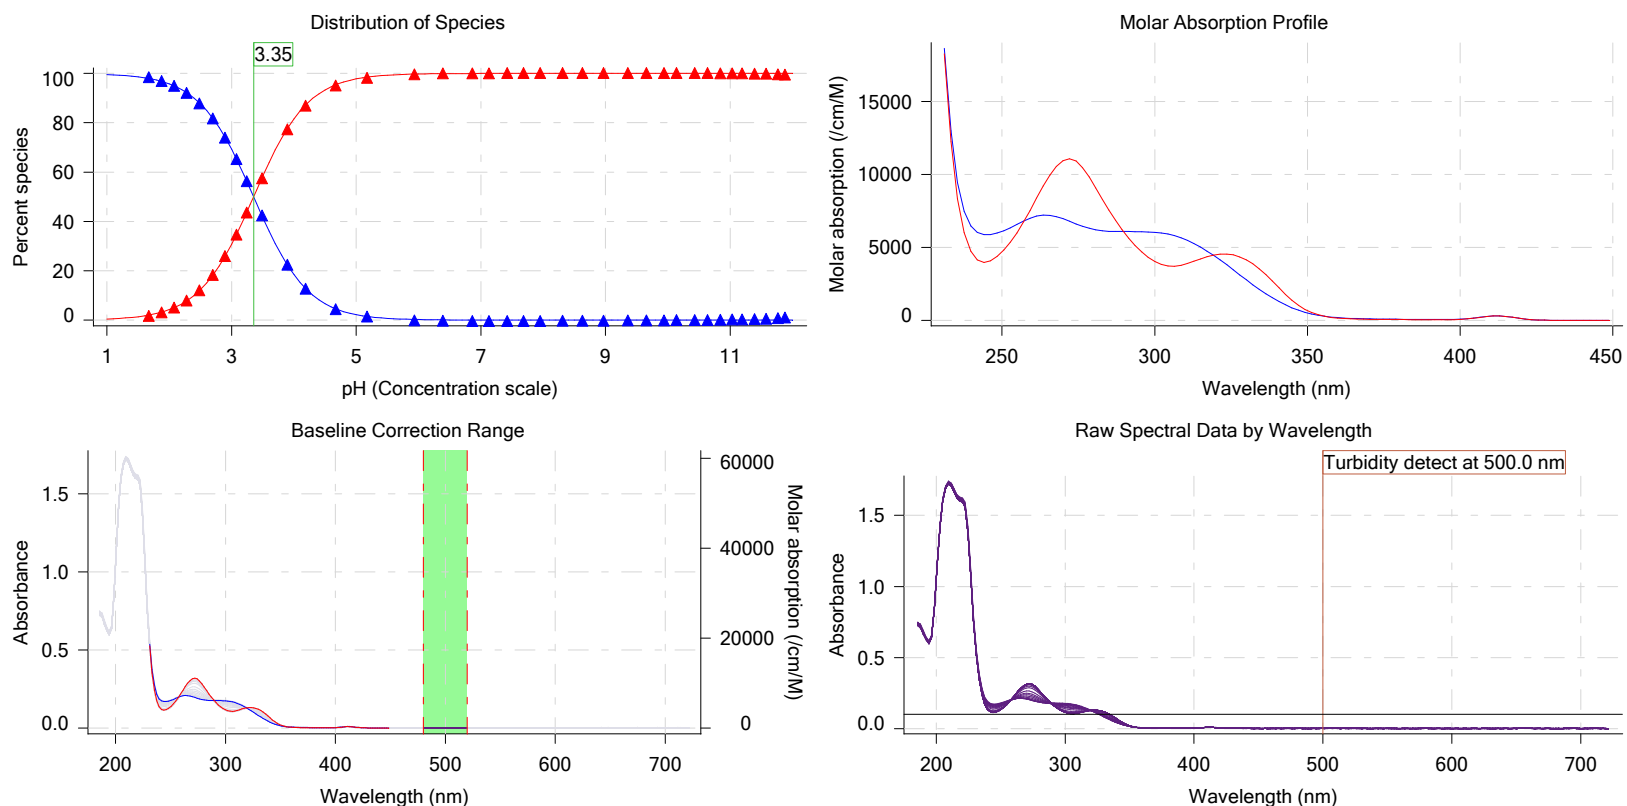 Distribution of Species
3.35
100
80
60
40
20
0
Percent species
1 3 5 7 9 11
pH (Concentration scale)
Molar Absorption Profile
15000
10000
5000
0
Molar absorption (/cm/M)
250 300 350 400 450
Wavelength (nm)
Baseline Correction Range
1.5
1.0
0.5
0.0
Absorbance
60000
40000
20000
0
Molar absorption (/cm/M)
200 300 400 500 600 700
Wavelength (nm)
Raw Spectral Data by Wavelength
Turbidity detect at 500.0 nm
1.5
1.0
0.5
0.0
Absorbance
200 300 400 500 600 700
Wavelength (nm)